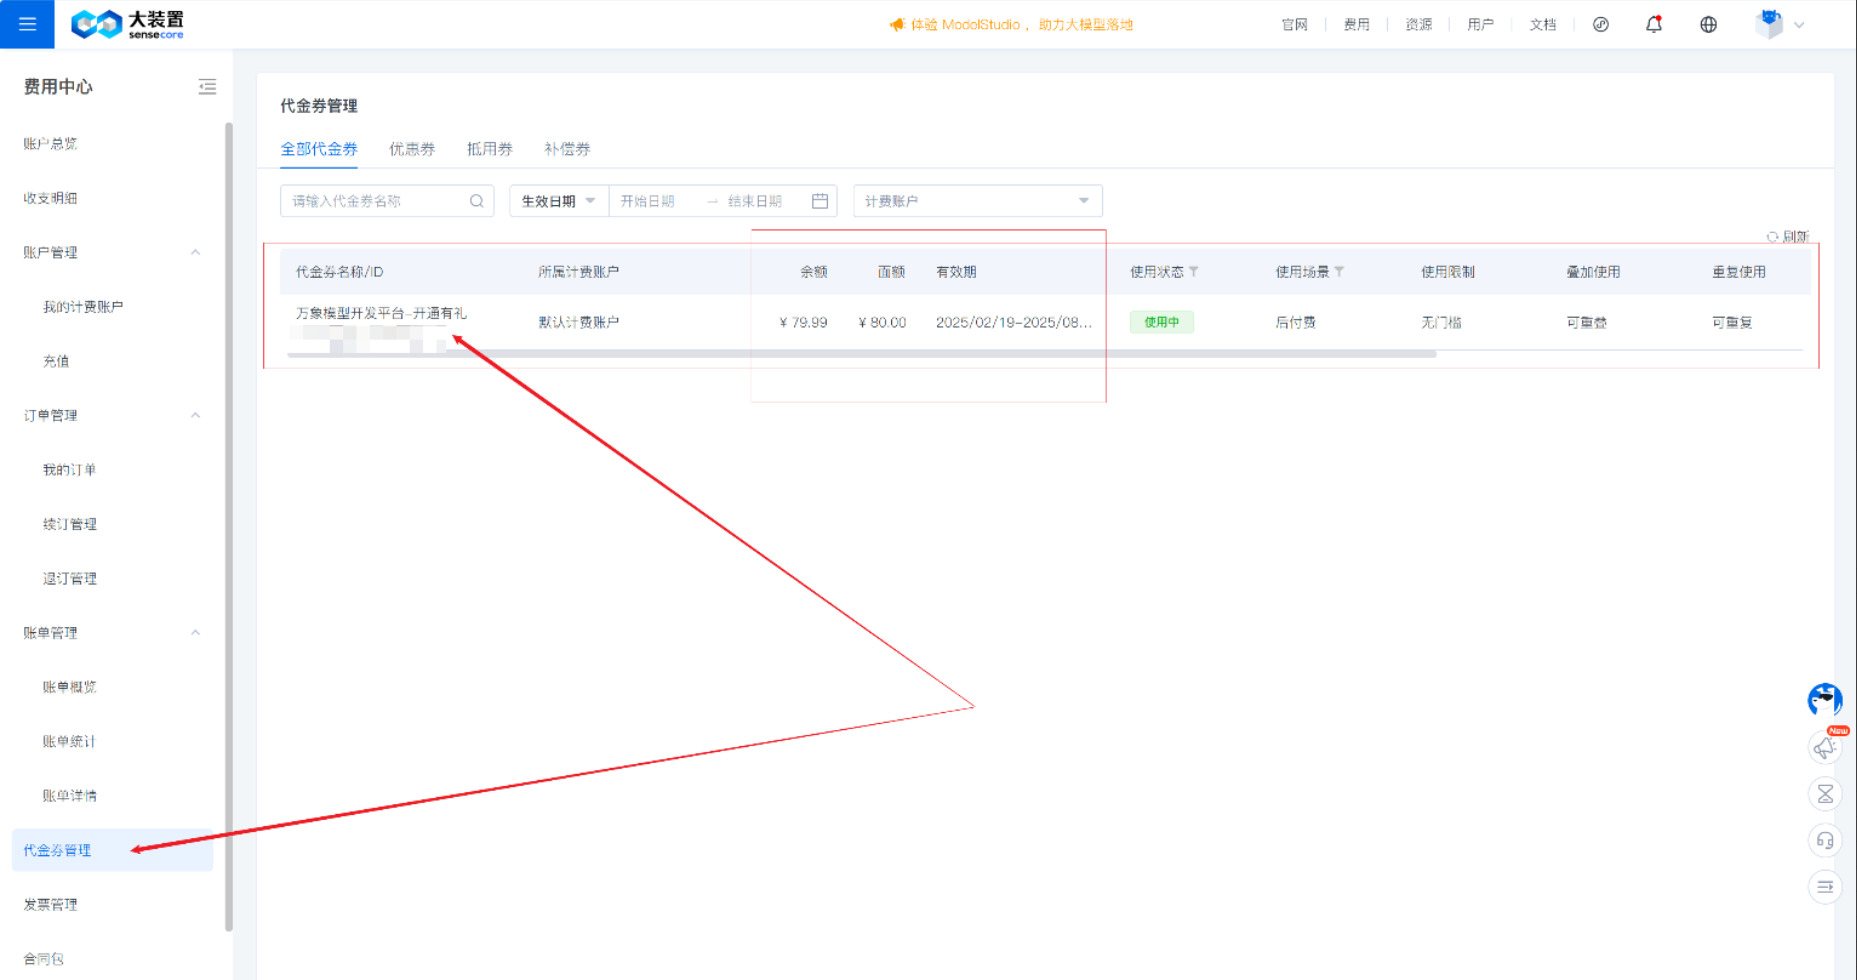 大装置
sensecore
体验 ModolStudio ，助力大模型落地
官网
费用
资源
用户
文档
费用中心
账户总览
收支明细
账户管理
我的计费账户
充值
订单管理
我的订单
续订管理
退订管理
账单管理
账单概览
账单统计
账单详情
代金券管理
发票管理
合同包
代金券管理
全部代金券 优惠券 抵用券 补偿券
请输入代金券名称 生效日期 开始日期 → 结束日期 计费账户
刷新
代金券名称/ID 所属计费账户 余额 面额 有效期 使用状态 使用场景 使用限制 叠加使用 重复使用
万象模型开发平台-开通有礼
默认计费账户 ¥ 79.99 ¥ 80.00 2025/02/19-2025/08... 使用中 后付费 无门槛 可重叠 可重复
New